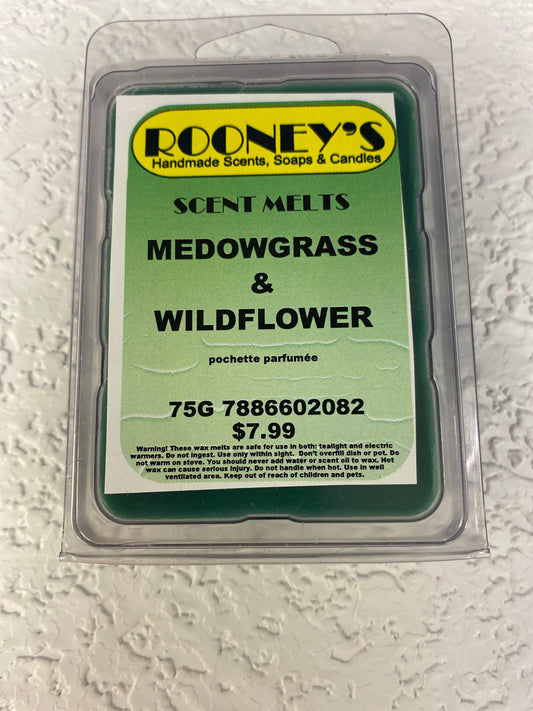 ROONEY'S
Handmade Scents, Soaps & Candles
SCENT MELTS
MEDOWGRASS
&
WILDFLOWER
pochette parfumée
75G 7886602082
$7.99
Warning! These wax melts are safe for use in both: tealight and electric
warmers. Do not ingest. Use only within sight. Don't overfill dish or pot. Do
not warm on stove. You should never add water or scent oil to wax. Hot
wax can cause serious injury. Do not handle when hot. Use in well
ventilated area. Keep out of reach of children and pets.